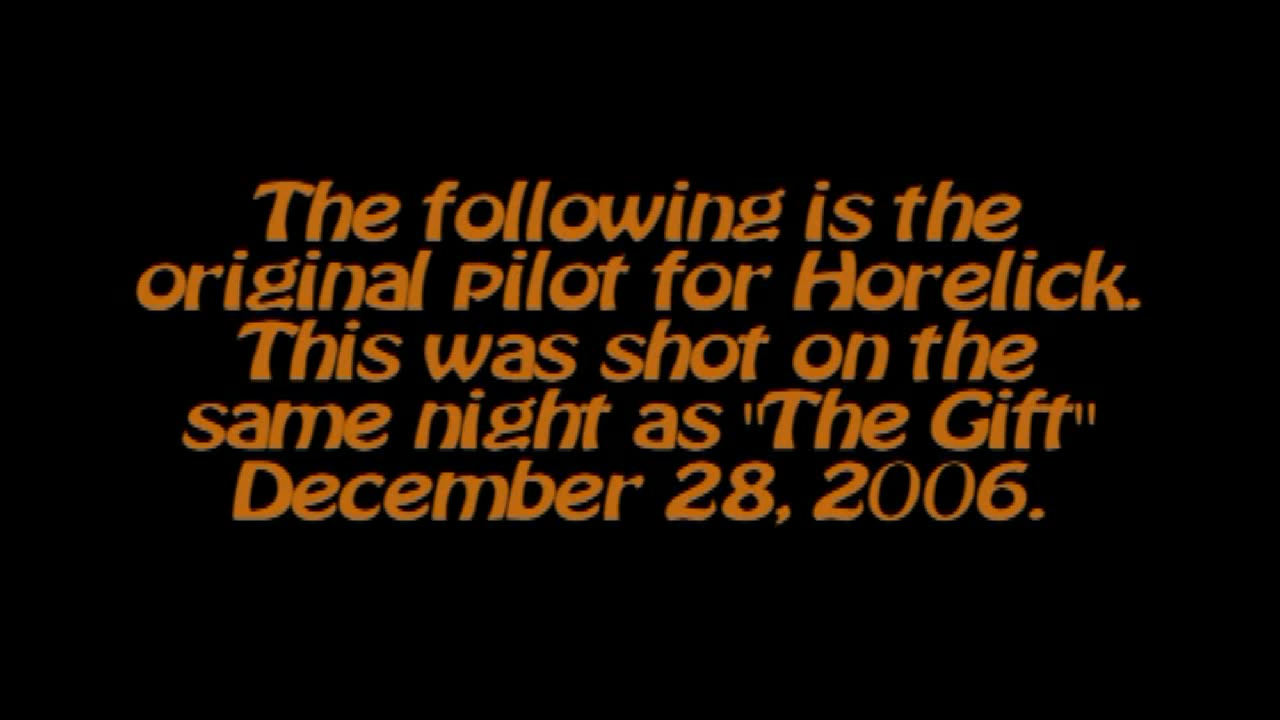 The following is the
original pilot for Horelick.
This was shot on the
same night as "The Gift"
December 28, 2006.